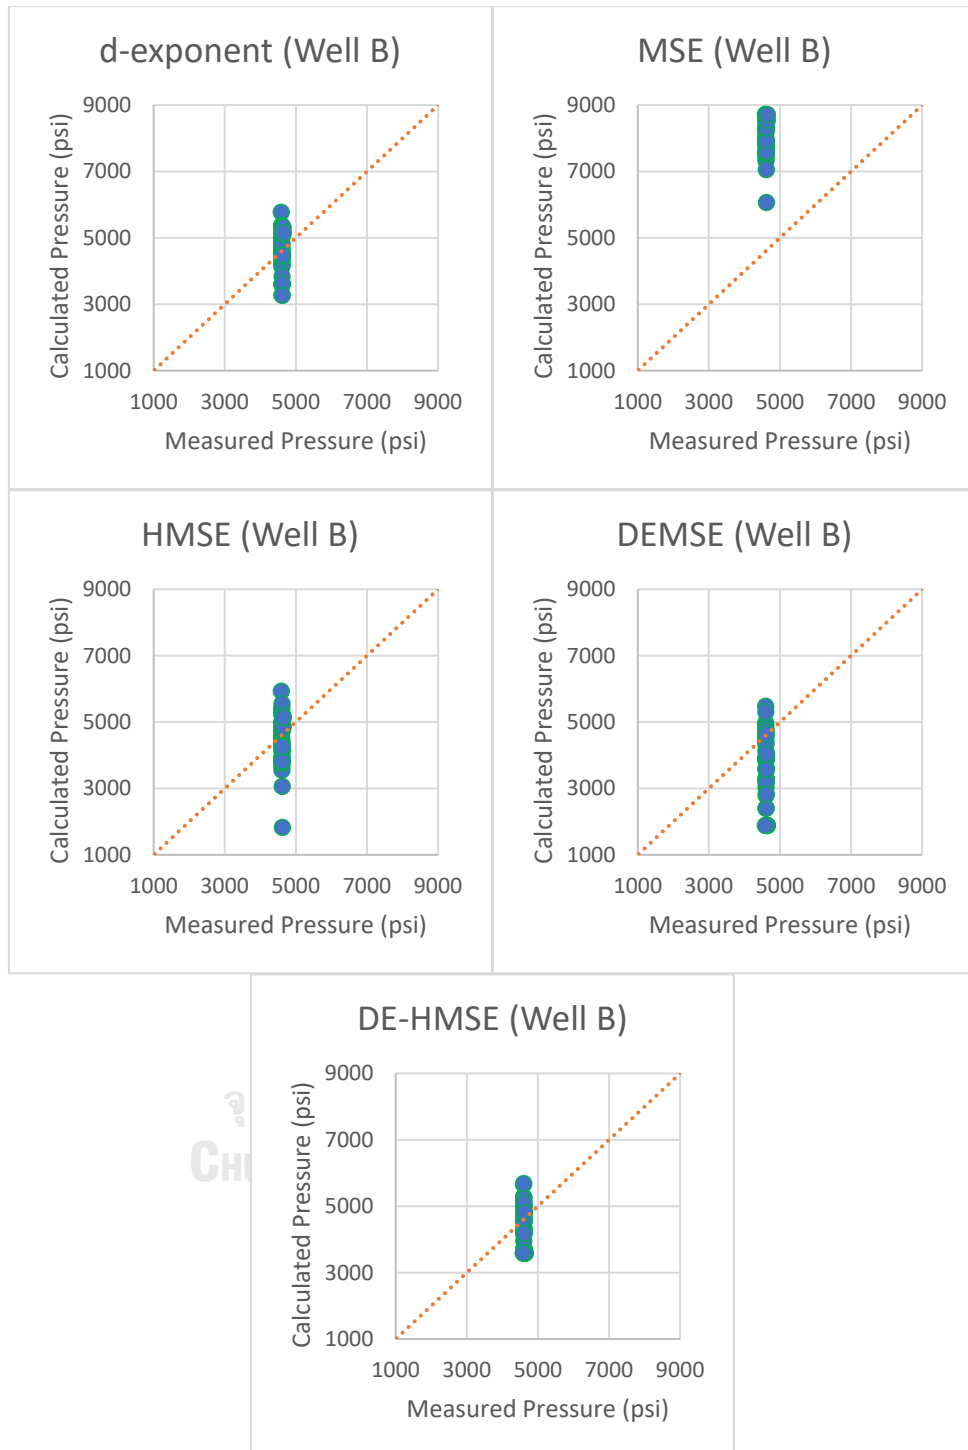 d-exponent (Well B)
Calculated Pressure (psi)
9000
7000
5000
3000
1000
1000 3000 5000 7000 9000
Measured Pressure (psi)
MSE (Well B)
Calculated Pressure (psi)
9000
7000
5000
3000
1000
1000 3000 5000 7000 9000
Measured Pressure (psi)
HMSE (Well B)
Calculated Pressure (psi)
9000
7000
5000
3000
1000
1000 3000 5000 7000 9000
Measured Pressure (psi)
DEMSE (Well B)
Calculated Pressure (psi)
9000
7000
5000
3000
1000
1000 3000 5000 7000 9000
Measured Pressure (psi)
DE-HMSE (Well B)
Calculated Pressure (psi)
9000
7000
5000
3000
1000
1000 3000 5000 7000 9000
Measured Pressure (psi)
จุ